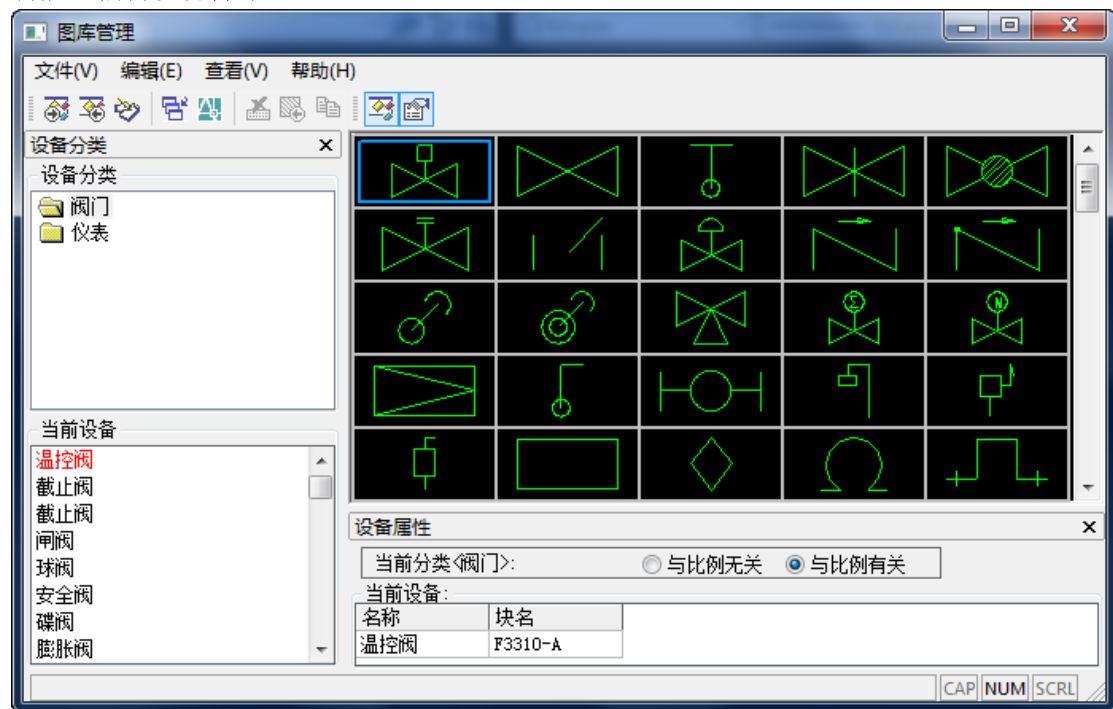 图库管理
文件(V) 编辑(E) 查看(V) 帮助(H)
设备分类
设备分类
阀门
仪表
当前设备
温控阀
截止阀
截止阀
闸阀
球阀
安全阀
碟阀
膨胀阀
Σ
N
设备属性
当前分类<阀门>: 与比例无关 与比例有关
当前设备:
名称 块名
温控阀 F3310-A
CAP NUM SCRL